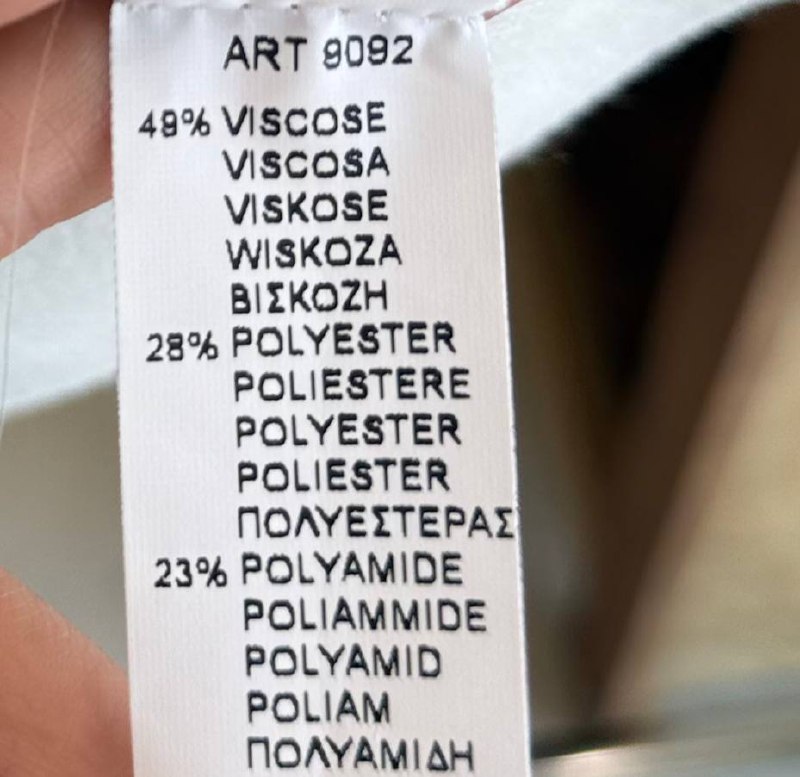 ART 9092
49% VISCOSE
VISCOSA
VISKOSE
WISKOZA
ΒΙΣΚΟΖΗ
28% POLYESTER
POLIESTERE
POLYESTER
POLIESTER
ΠΟΛΥΕΣΤΕΡΑΣ
23% POLYAMIDE
POLIAMMIDE
POLYAMID
POLIAM
ΠΟΛΥΑΜΙΔΗ